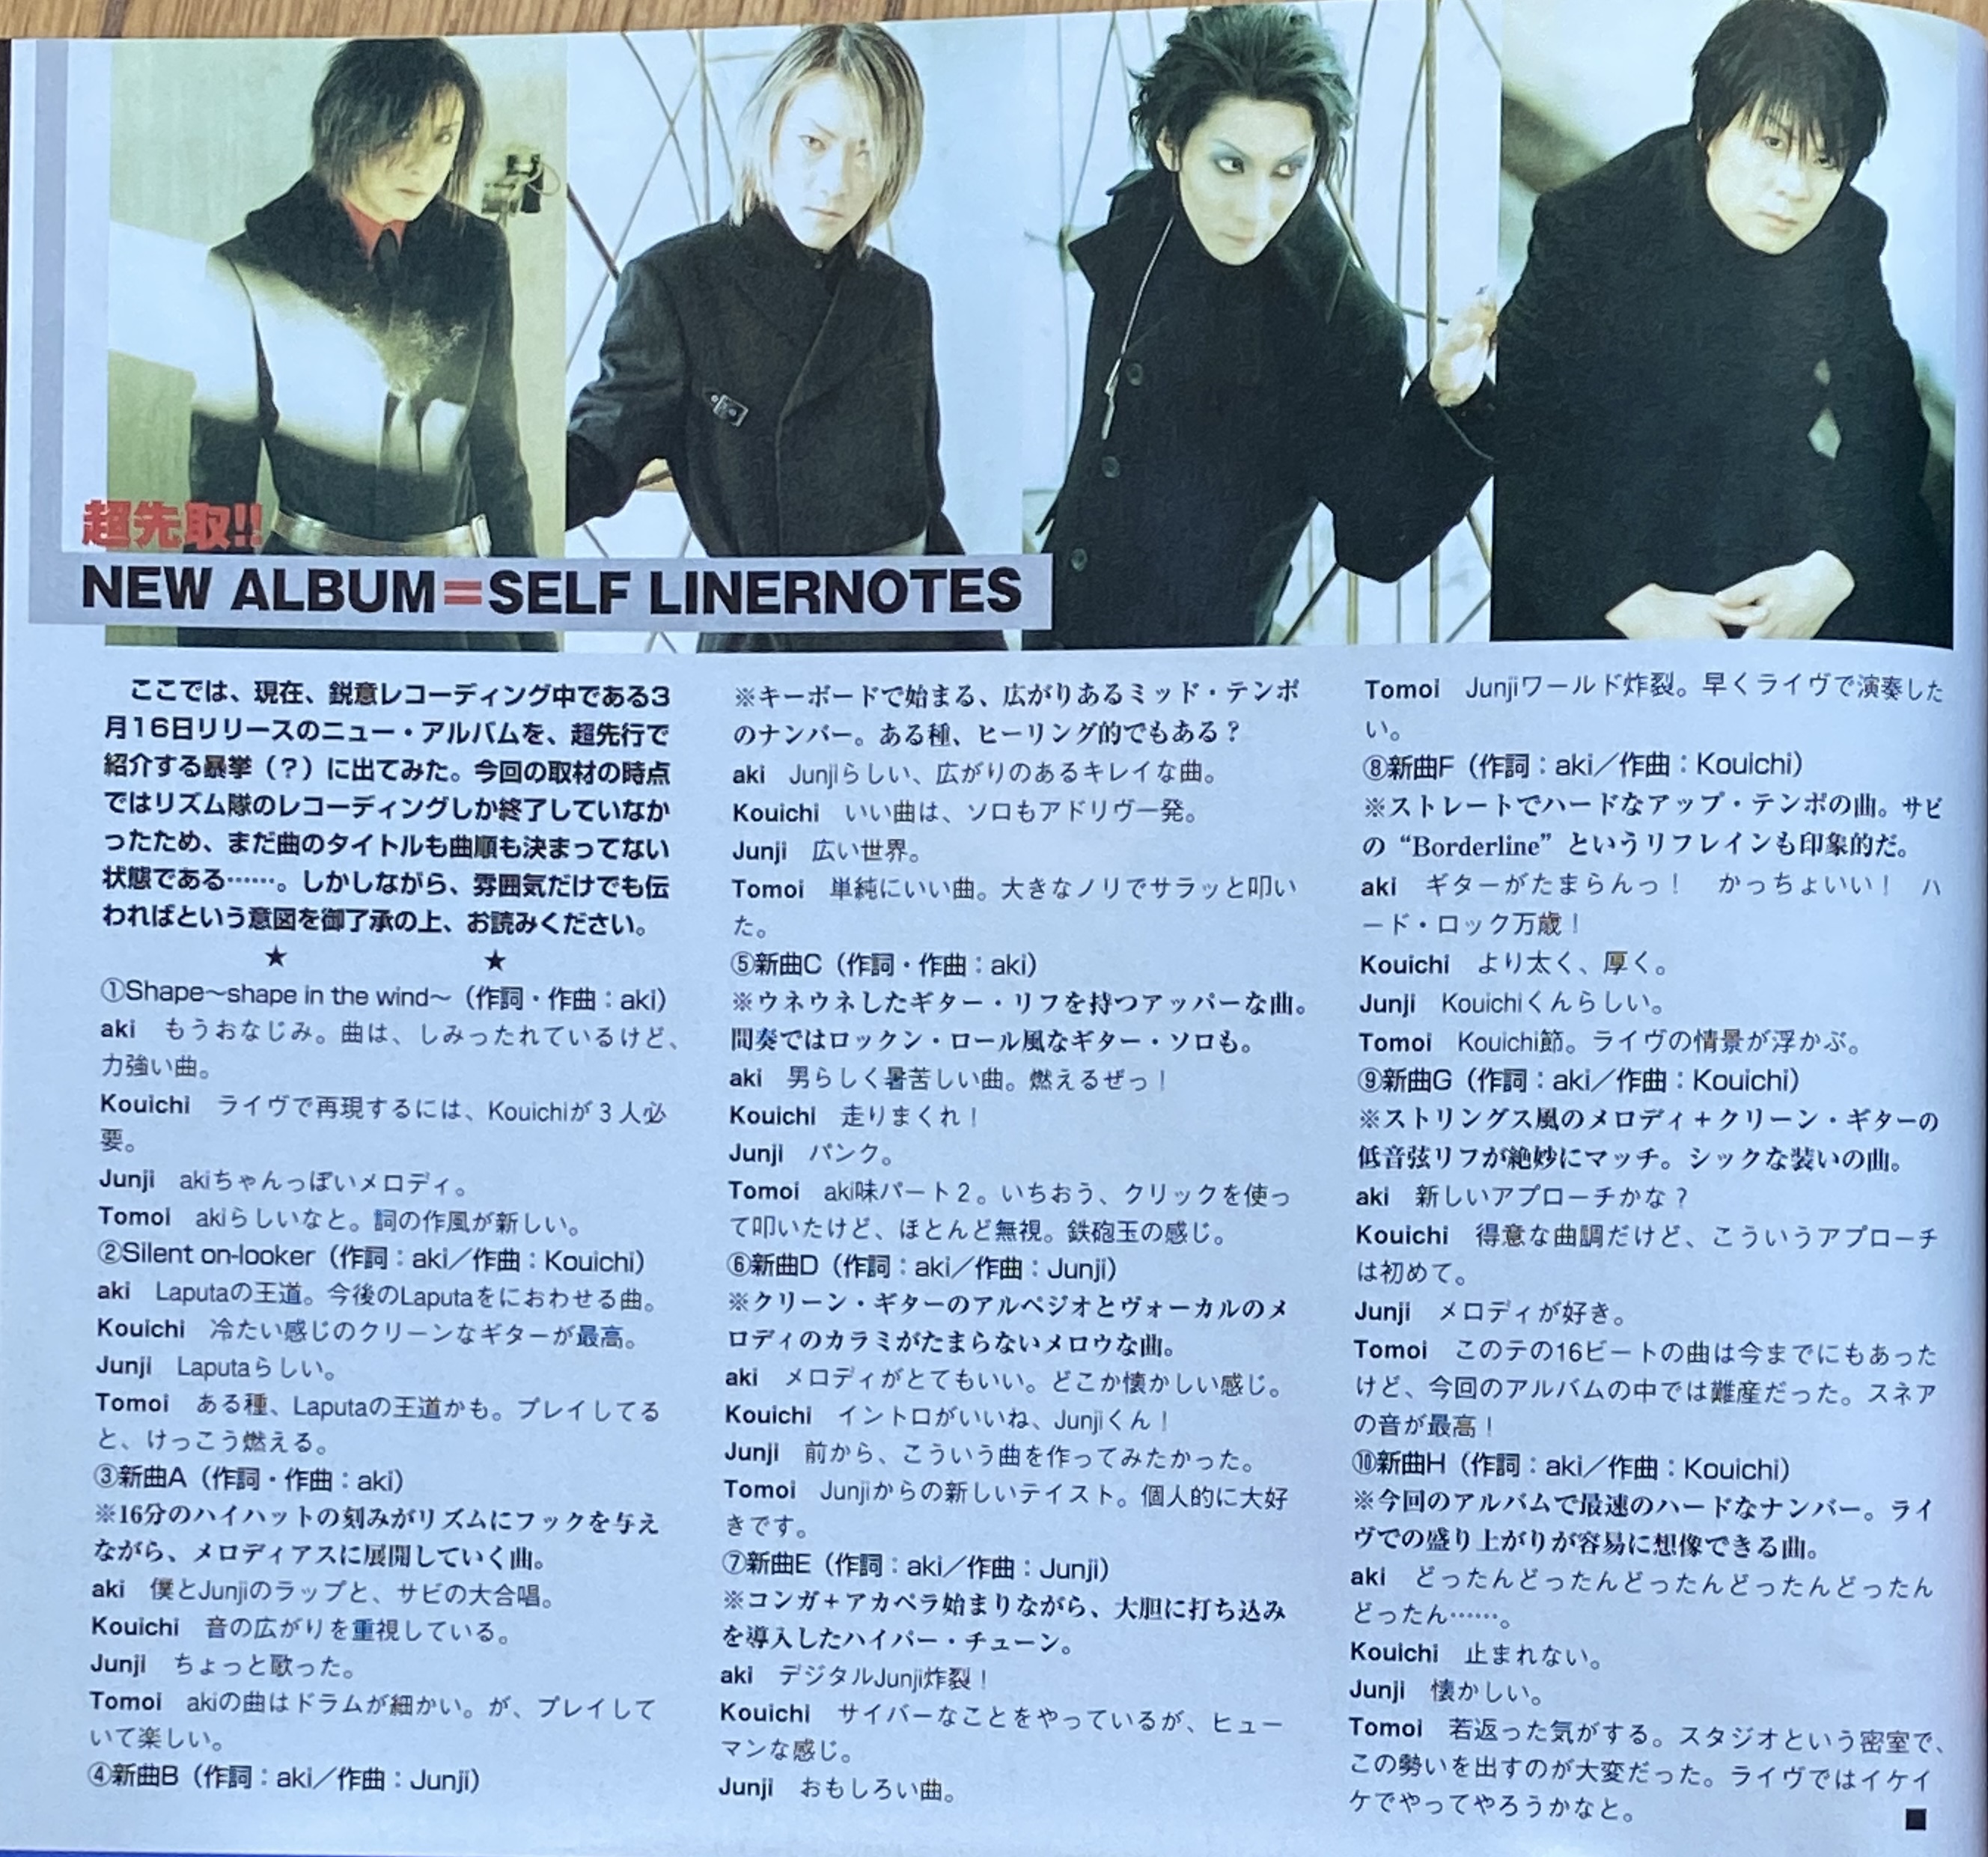 超先取!!
NEW ALBUM=SELF LINERNOTES
ここでは、現在、鋭意レコーディング中である3
月16日リリースのニュー・アルバムを、超先行で
紹介する暴挙（？）に出てみた。今回の取材の時点
ではリズム隊のレコーディングしか終了していなか
ったため、まだ曲のタイトルも曲順も決まってない
状態である……。しかしながら、雰囲気だけでも伝
わればという意図を御了承の上、お読みください。
★　★
①Shape～shape in the wind～（作詞・作曲：aki）
aki　もうおなじみ。曲は、しみったれているけど、
力強い曲。
Kouichi　ライヴで再現するには、Kouichiが３人必
要。
Junji　akiちゃんっぽいメロディ。
Tomoi　akiらしいなと。詞の作風が新しい。
②Silent on-looker（作詞：aki／作曲：Kouichi）
aki　Laputaの王道。今後のLaputaをにおわせる曲。
Kouichi　冷たい感じのクリーンなギターが最高。
Junji　Laputaらしい。
Tomoi　ある種、Laputaの王道かも。プレイしてる
と、けっこう燃える。
③新曲A（作詞・作曲：aki）
※16分のハイハットの刻みがリズムにフックを与え
ながら、メロディアスに展開していく曲。
aki　僕とJunjiのラップと、サビの大合唱。
Kouichi　音の広がりを重視している。
Junji　ちょっと歌った。
Tomoi　akiの曲はドラムが細かい。が、プレイして
いて楽しい。
④新曲B（作詞：aki／作曲：Junji）
※キーボードで始まる、広がりあるミッド・テンポ
のナンバー。ある種、ヒーリング的でもある？
aki　Junjiらしい、広がりのあるキレイな曲。
Kouichi　いい曲は、ソロもアドリヴ一発。
Junji　広い世界。
Tomoi　単純にいい曲。大きなノリでサラッと叩い
た。
⑤新曲C（作詞・作曲：aki）
※ウネウネしたギター・リフを持つアッパーな曲。
間奏ではロックン・ロール風なギター・ソロも。
aki　男らしく暑苦しい曲。燃えるぜっ！
Kouichi　走りまくれ！
Junji　パンク。
Tomoi　aki味パート２。いちおう、クリックを使っ
て叩いたけど、ほとんど無視。鉄砲玉の感じ。
⑥新曲D（作詞：aki／作曲：Junji）
※クリーン・ギターのアルペジオとヴォーカルのメ
ロディのカラミがたまらないメロウな曲。
aki　メロディがとてもいい。どこか懐かしい感じ。
Kouichi　イントロがいいね、Junjiくん！
Junji　前から、こういう曲を作ってみたかった。
Tomoi　Junjiからの新しいテイスト。個人的に大好
きです。
⑦新曲E（作詞：aki／作曲：Junji）
※コンガ＋アカペラ始まりながら、大胆に打ち込み
を導入したハイパー・チューン。
aki　デジタルJunji炸裂！
Kouichi　サイバーなことをやっているが、ヒュー
マンな感じ。
Junji　おもしろい曲。
Tomoi　Junjiワールド炸裂。早くライヴで演奏した
い。
⑧新曲F（作詞：aki／作曲：Kouichi）
※ストレートでハードなアップ・テンポの曲。サビ
の“Borderline”というリフレインも印象的だ。
aki　ギターがたまらんっ！　かっちょいい！　ハ
ード・ロック万歳！
Kouichi　より太く、厚く。
Junji　Kouichiくんらしい。
Tomoi　Kouichi節。ライヴの情景が浮かぶ。
⑨新曲G（作詞：aki／作曲：Kouichi）
※ストリングス風のメロディ＋クリーン・ギターの
低音弦リフが絶妙にマッチ。シックな装いの曲。
aki　新しいアプローチかな？
Kouichi　得意な曲調だけど、こういうアプローチ
は初めて。
Junji　メロディが好き。
Tomoi　このテの16ビートの曲は今までにもあった
けど、今回のアルバムの中では難産だった。スネア
の音が最高！
⑩新曲H（作詞：aki／作曲：Kouichi）
※今回のアルバムで最速のハードなナンバー。ライ
ヴでの盛り上がりが容易に想像できる曲。
aki　どったんどったんどったんどったんどったん
どったん……。
Kouichi　止まれない。
Junji　懐かしい。
Tomoi　若返った気がする。スタジオという密室で、
この勢いを出すのが大変だった。ライヴではイケイ
ケでやってやろうかなと。
■